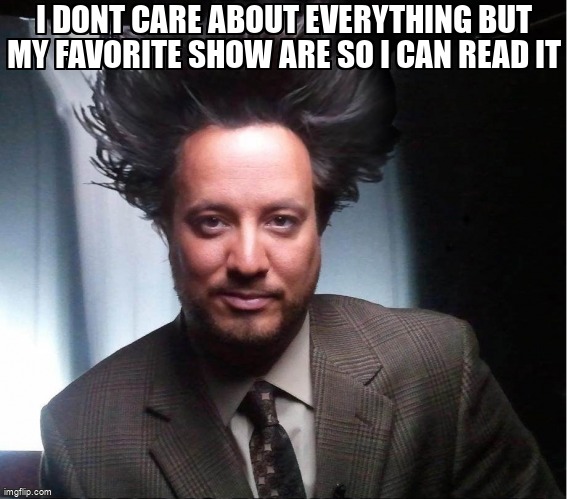 I DONT CARE ABOUT EVERYTHING BUT
MY FAVORITE SHOW ARE SO I CAN READ IT
imgflip.com